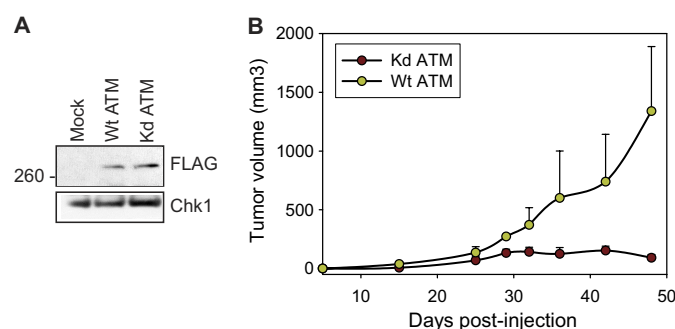 A
Mock
Wt ATM
Kd ATM
FLAG
260 -
Chk1
B
Tumor volume (mm3)
2000
1500
1000
500
0
Kd ATM
Wt ATM
10 20 30 40 50
Days post-injection